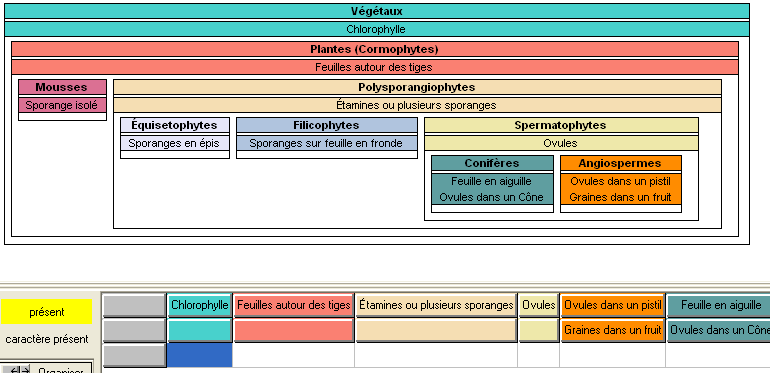 Végétaux
Chlorophylle
Plantes (Cormophytes)
Feuilles autour des tiges
Mousses
Sporange isolé
Polysporangiophytes
Étamines ou plusieurs sporanges
Équisetophytes
Sporanges en épis
Filicophytes
Sporanges sur feuille en fronde
Spermatophytes
Ovules
Conifères
Feuille en aiguille
Ovules dans un Cône
Angiospermes
Ovules dans un pistil
Graines dans un fruit
présent
caractère présent
Organiser
Chlorophylle Feuilles autour des tiges Étamines ou plusieurs sporanges Ovules Ovules dans un pistil Feuille en aiguille
Graines dans un fruit Ovules dans un Cône